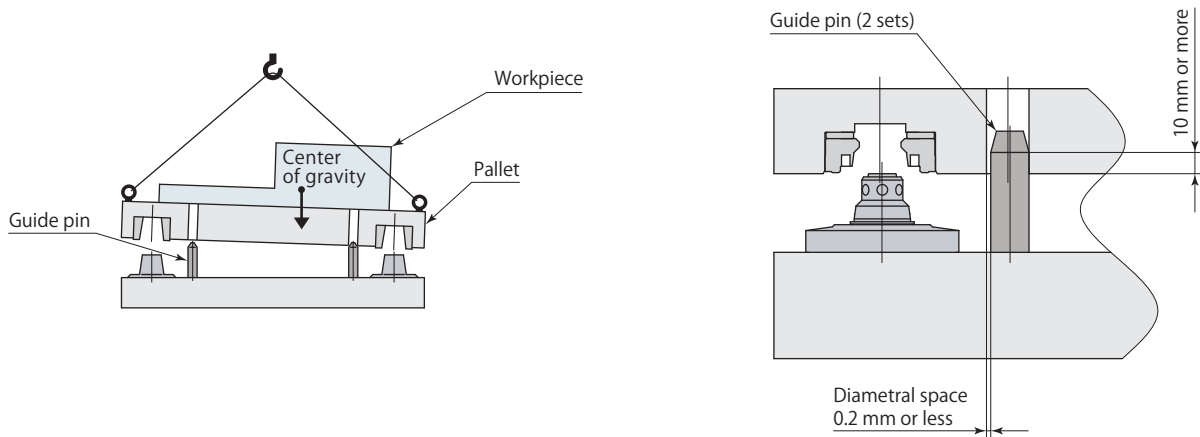 Workpiece
Center
of gravity
Pallet
Guide pin
Guide pin (2 sets)
10 mm or more
Diametral space
0.2 mm or less